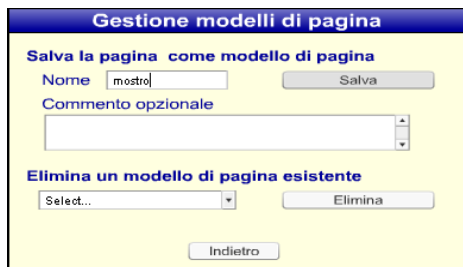 Gestione modelli di pagina
Salva la pagina come modello di pagina
Nome mostro Salva
Commento opzionale
Elimina un modello di pagina esistente
Select... Elimina
Indietro